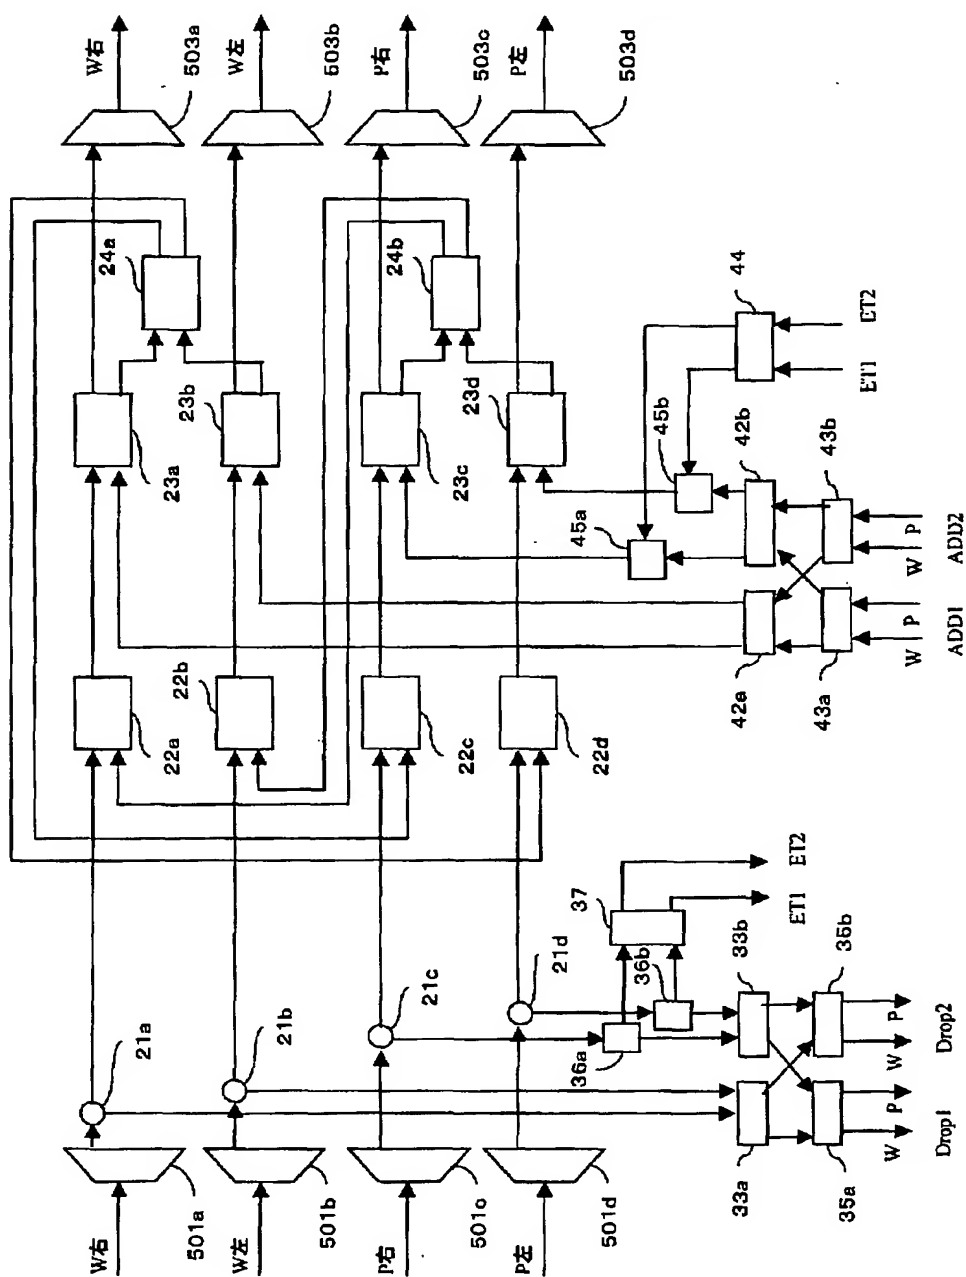 W右
W左
P右
P左
503a
503b
503c
503d
24a
24b
44
ET1
ET2
23a
23b
23c
23d
45a
45b
42b
43b
W
P
ADD2
W
P
ADD1
42a
43a
22a
22b
22c
22d
37
ET1
ET2
21a
21b
21c
21d
36a
36b
33b
35b
W
P
Drop2
W
P
Drop1
33a
35a
501a
501b
501c
501d
W右
W左
P右
P左